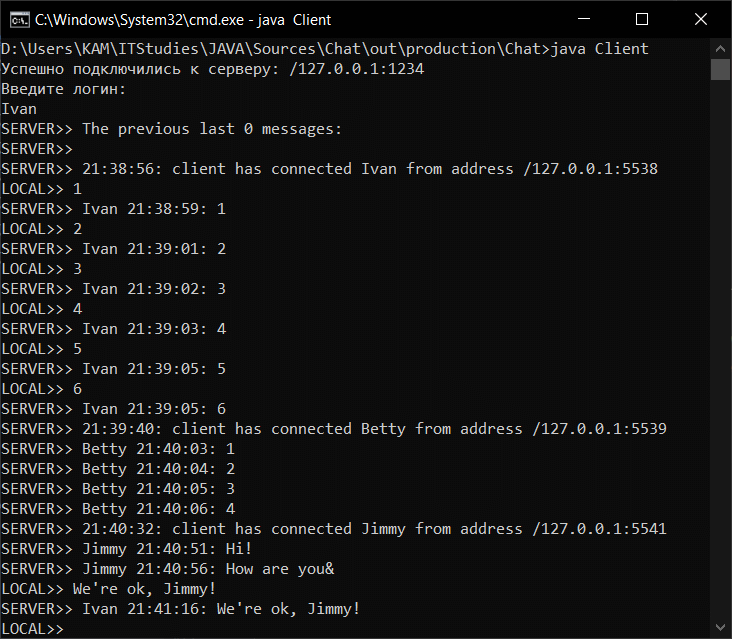 C:\Windows\System32\cmd.exe - java  Client
D:\Users\KAM\ITStudies\JAVA\Sources\Chat\out\production\Chat>java Client
Успешно подключились к серверу: /127.0.0.1:1234
Введите логин:
Ivan
SERVER>> The previous last 0 messages:
SERVER>>
SERVER>> 21:38:56: client has connected Ivan from address /127.0.0.1:5538
LOCAL>> 1
SERVER>> Ivan 21:38:59: 1
LOCAL>> 2
SERVER>> Ivan 21:39:01: 2
LOCAL>> 3
SERVER>> Ivan 21:39:02: 3
LOCAL>> 4
SERVER>> Ivan 21:39:03: 4
LOCAL>> 5
SERVER>> Ivan 21:39:05: 5
LOCAL>> 6
SERVER>> Ivan 21:39:05: 6
SERVER>> 21:39:40: client has connected Betty from address /127.0.0.1:5539
SERVER>> Betty 21:40:03: 1
SERVER>> Betty 21:40:04: 2
SERVER>> Betty 21:40:05: 3
SERVER>> Betty 21:40:06: 4
SERVER>> 21:40:32: client has connected Jimmy from address /127.0.0.1:5541
SERVER>> Jimmy 21:40:51: Hi!
SERVER>> Jimmy 21:40:56: How are you&
LOCAL>> We're ok, Jimmy!
SERVER>> Ivan 21:41:16: We're ok, Jimmy!
LOCAL>>